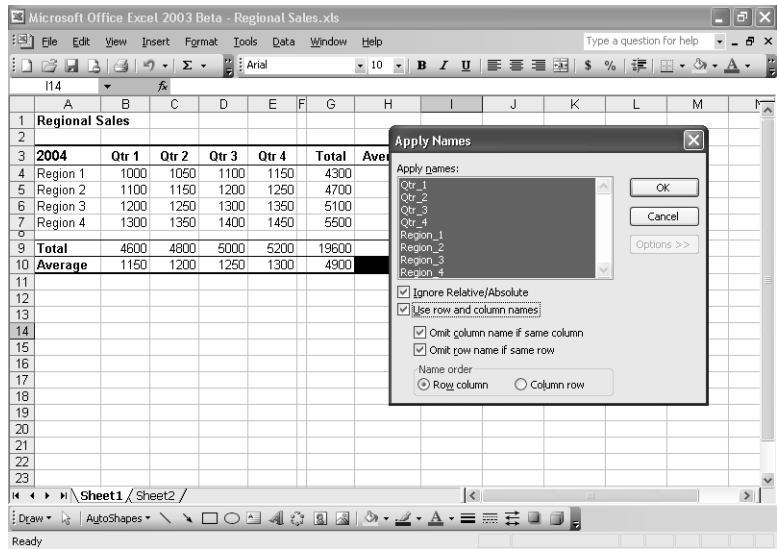 Microsoft Office Excel 2003 Beta - Regional Sales.xls
File Edit View Insert Format Tools Data Window Help Type a question for help
Σ Arial 10 B I U $ % A
I14 fx
A B C D E F G H I J K L M
1 Regional Sales
2
3 2004 Qtr 1 Qtr 2 Qtr 3 Qtr 4 Total Aver
4 Region 1 1000 1050 1100 1150 4300
5 Region 2 1100 1150 1200 1250 4700
6 Region 3 1200 1250 1300 1350 5100
7 Region 4 1300 1350 1400 1450 5500
9 Total 4600 4800 5000 5200 19600
10 Average 1150 1200 1250 1300 4900
11
12
13
14
15
16
17
18
19
20
21
22
23
Apply Names
Apply names:
Qtr_1
Qtr_2
Qtr_3
Qtr_4
Region_1
Region_2
Region_3
Region_4
OK
Cancel
Options >>
Ignore Relative/Absolute
Use row and column names
Omit column name if same column
Omit row name if same row
Name order
Row column Column row
Sheet1 Sheet2
Draw AutoShapes A
Ready